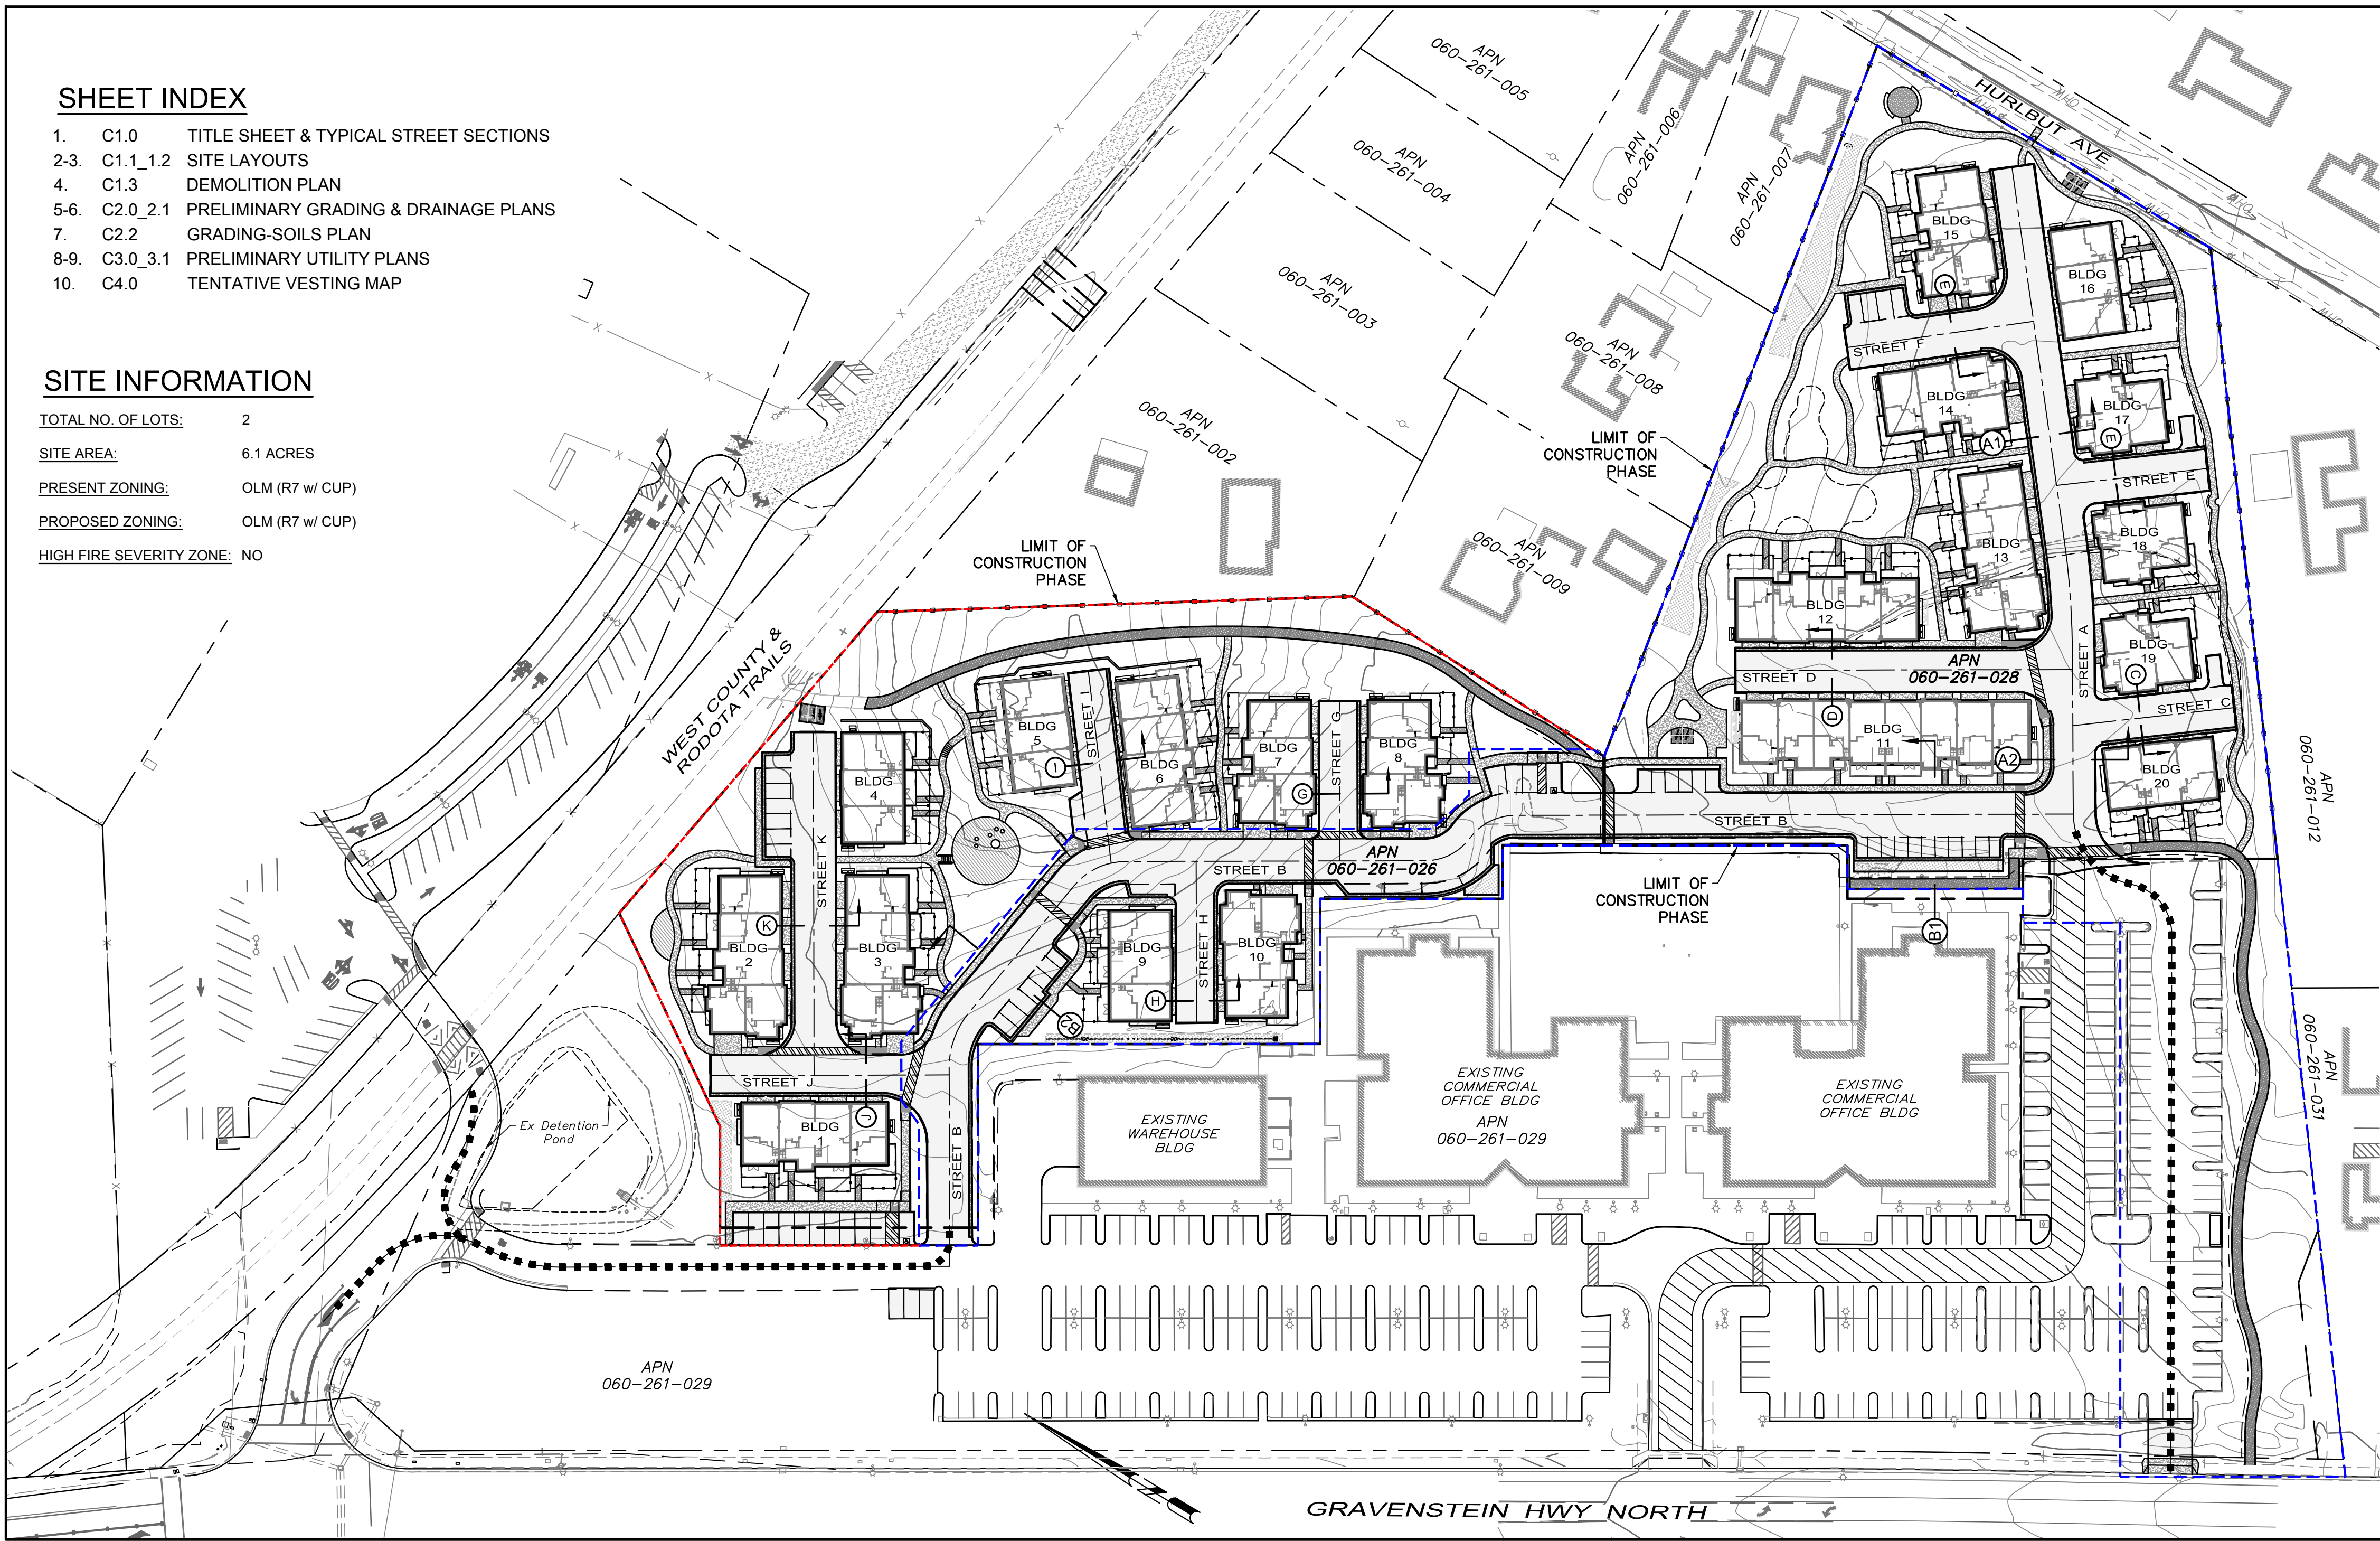 SHEET INDEX
1. C1.0 TITLE SHEET & TYPICAL STREET SECTIONS
2-3. C1.1_1.2 SITE LAYOUTS
4. C1.3 DEMOLITION PLAN
5-6. C2.0_2.1 PRELIMINARY GRADING & DRAINAGE PLANS
7. C2.2 GRADING-SOILS PLAN
8-9. C3.0_3.1 PRELIMINARY UTILITY PLANS
10. C4.0 TENTATIVE VESTING MAP
SITE INFORMATION
TOTAL NO. OF LOTS: 2
SITE AREA: 6.1 ACRES
PRESENT ZONING: OLM (R7 w/ CUP)
PROPOSED ZONING: OLM (R7 w/ CUP)
HIGH FIRE SEVERITY ZONE: NO
APN
060-261-005
APN
060-261-006
APN
060-261-007
APN
060-261-004
APN
060-261-003
APN
060-261-008
APN
060-261-002
APN
060-261-009
HURLBUT AVE
LIMIT OF
CONSTRUCTION
PHASE
LIMIT OF
CONSTRUCTION
PHASE
WEST COUNTY &
RODOTA TRAILS
BLDG
15
E
BLDG
16
STREET F
BLDG
14
A1
BLDG
17
E
STREET E
BLDG
13
BLDG
18
BLDG
12
STREET A
BLDG
19
C
APN
060-261-028
STREET D
D
BLDG
11
A2
STREET C
BLDG
20
STREET B
APN
060-261-012
APN
060-261-031
BLDG
5
I
STREET I
BLDG
6
BLDG
7
G
STREET G
BLDG
8
BLDG
4
STREET K
STREET B
APN
060-261-026
LIMIT OF
CONSTRUCTION
PHASE
B1
BLDG
2
K
BLDG
3
BLDG
9
H
STREET H
BLDG
10
B2
STREET J
J
BLDG
1
STREET B
Ex Detention
Pond
EXISTING
WAREHOUSE
BLDG
EXISTING
COMMERCIAL
OFFICE BLDG
APN
060-261-029
EXISTING
COMMERCIAL
OFFICE BLDG
APN
060-261-029
N
GRAVENSTEIN HWY NORTH